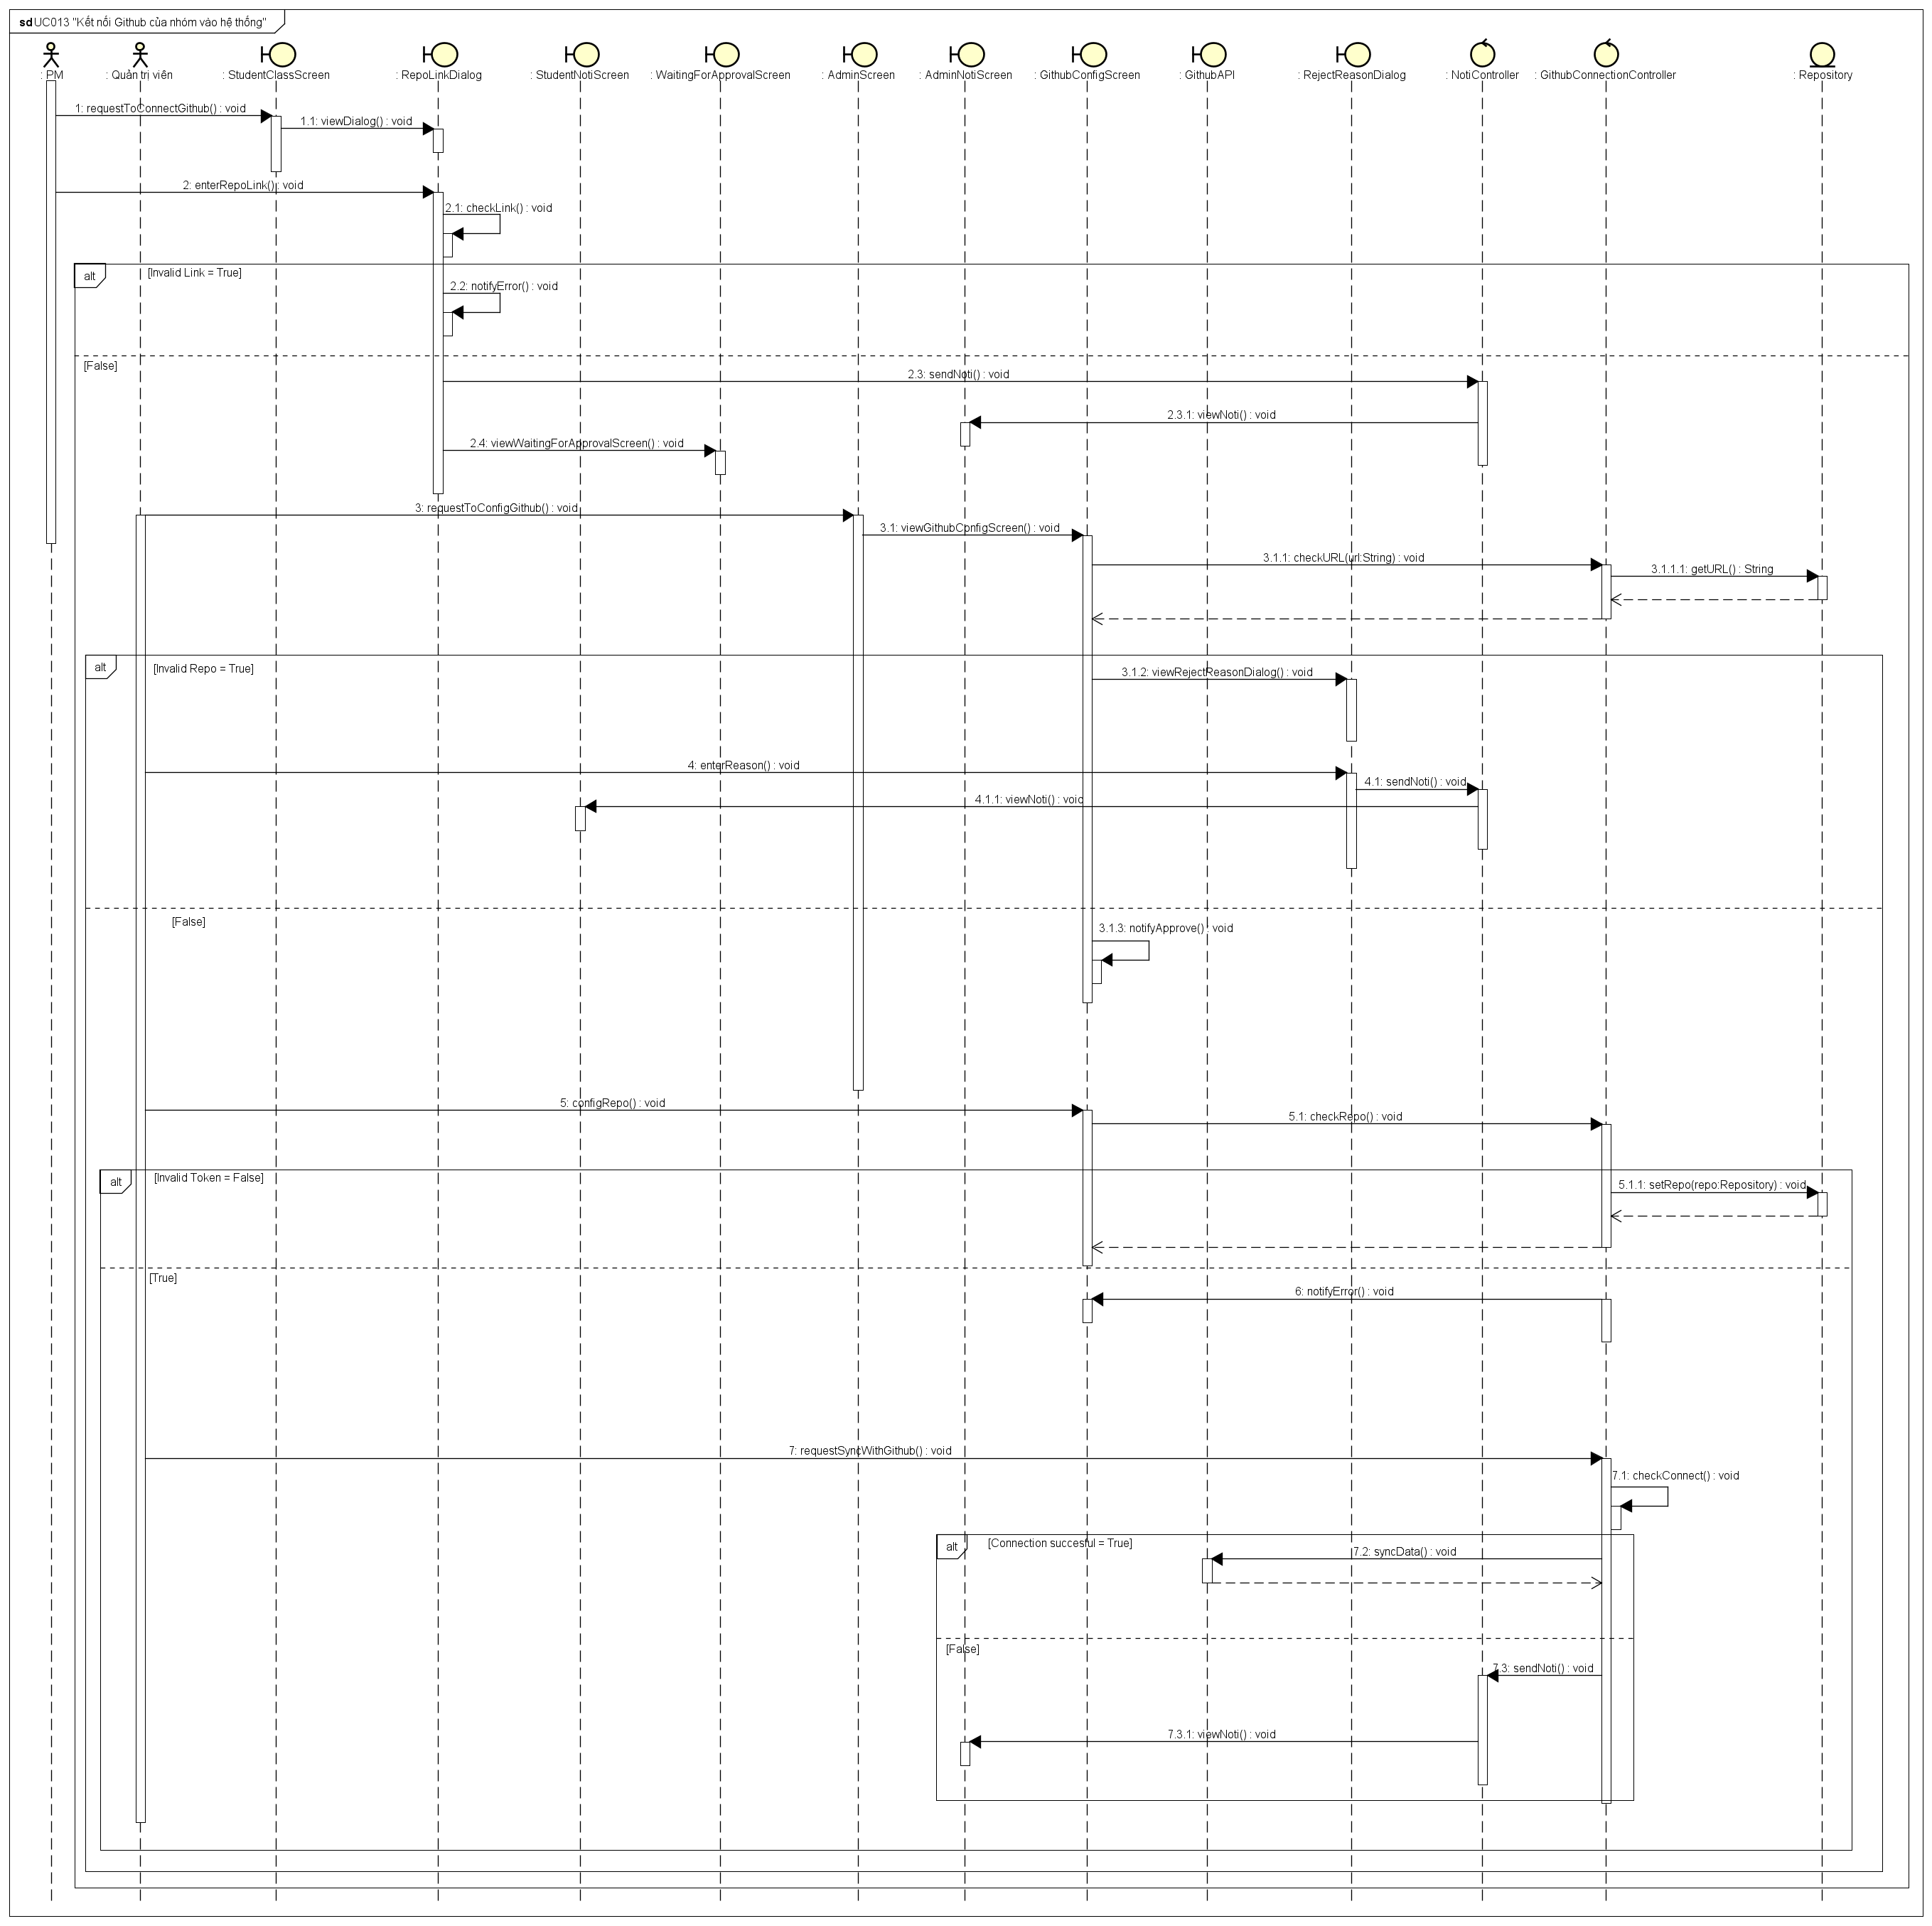 sd UC013 "Kết nối Github của nhóm vào hệ thống"
: PM
: Quản trị viên
: StudentClassScreen
: RepoLinkDialog
: StudentNotiScreen
: WaitingForApprovalScreen
: AdminScreen
: AdminNotiScreen
: GithubConfigScreen
: GithubAPI
: RejectReasonDialog
: NotiController
: GithubConnectionController
: Repository
1: requestToConnectGithub() : void
1.1: viewDialog() : void
2: enterRepoLink() : void
2.1: checkLink() : void
alt
[Invalid Link = True]
2.2: notifyError() : void
[False]
2.3: sendNoti() : void
2.3.1: viewNoti() : void
2.4: viewWaitingForApprovalScreen() : void
3: requestToConfigGithub() : void
3.1: viewGithubConfigScreen() : void
3.1.1: checkURL(url:String) : void
3.1.1.1: getURL() : String
alt
[Invalid Repo = True]
3.1.2: viewRejectReasonDialog() : void
4: enterReason() : void
4.1: sendNoti() : void
4.1.1: viewNoti() : void
[False]
3.1.3: notifyApprove() : void
5: configRepo() : void
5.1: checkRepo() : void
alt
[Invalid Token = False]
5.1.1: setRepo(repo:Repository) : void
[True]
6: notifyError() : void
7: requestSyncWithGithub() : void
7.1: checkConnect() : void
alt
[Connection succesful = True]
7.2: syncData() : void
[False]
7.3: sendNoti() : void
7.3.1: viewNoti() : void